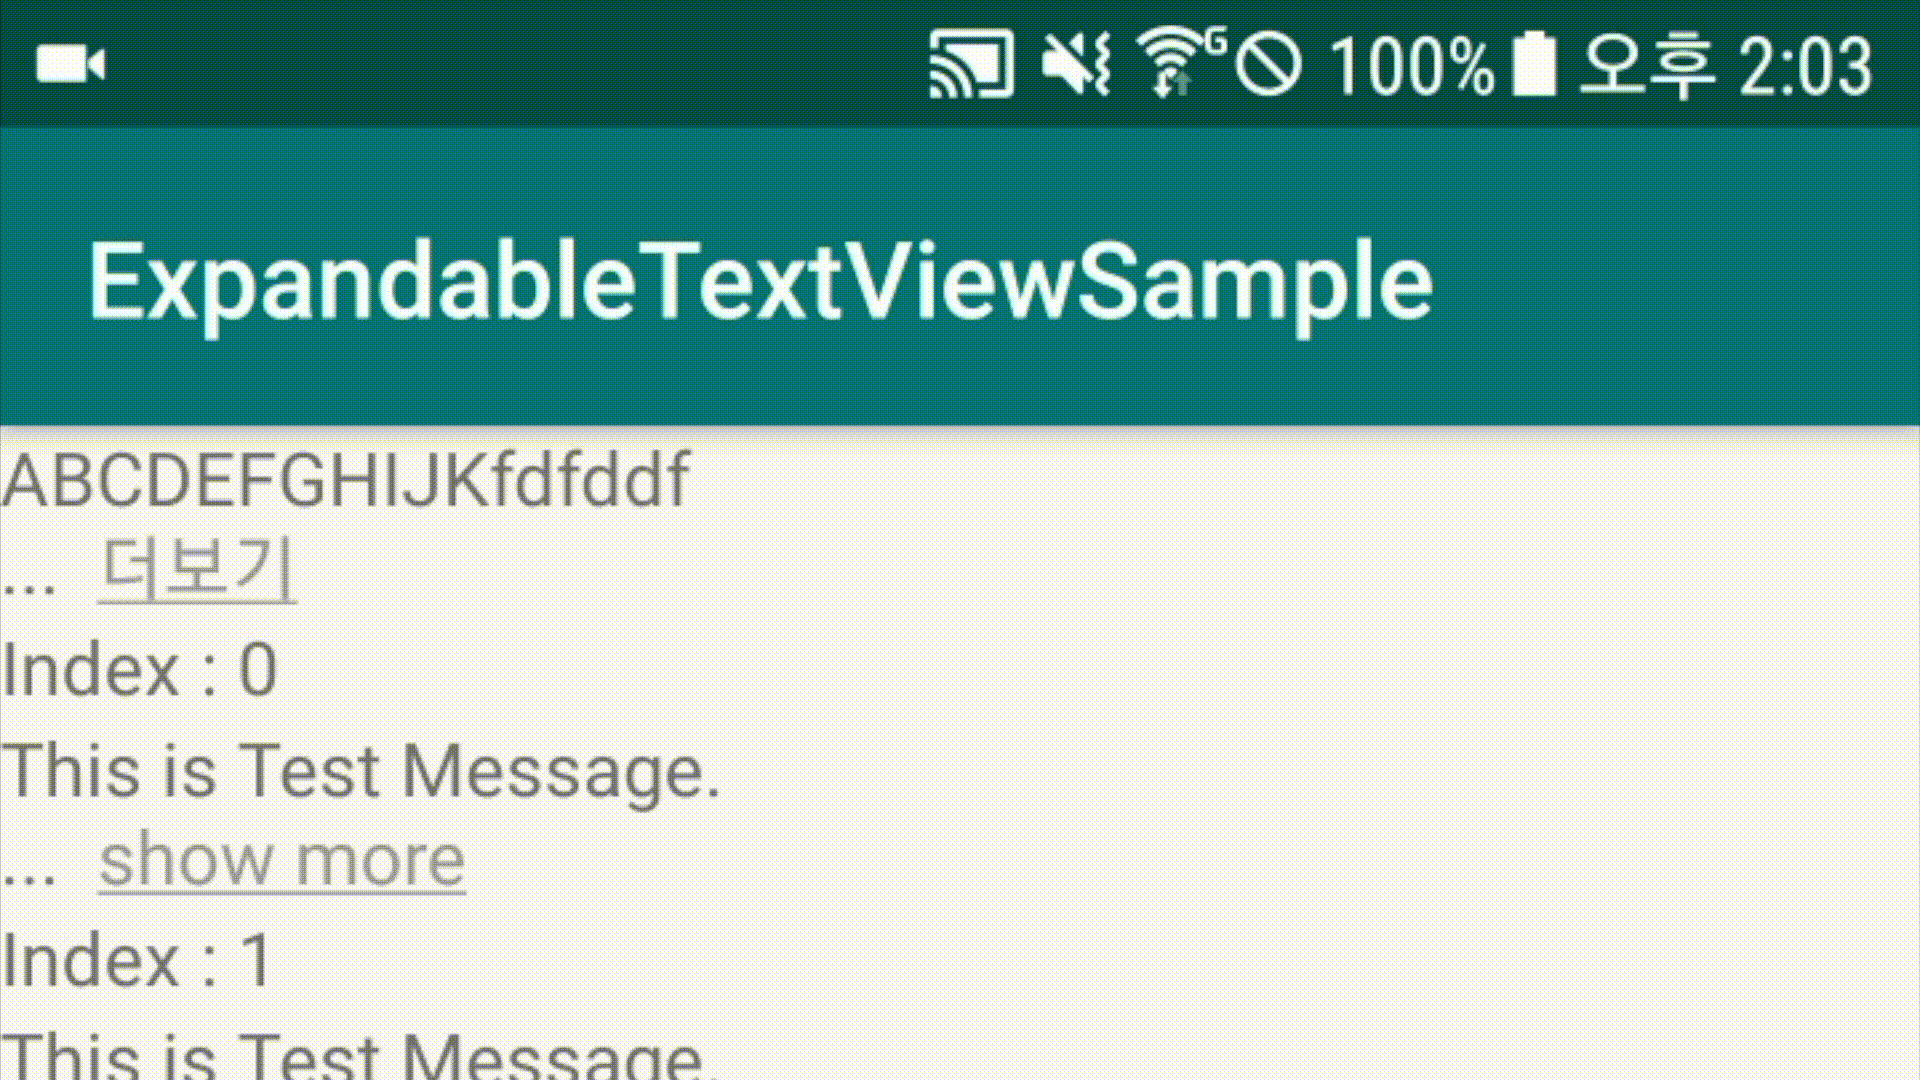 G 100% 오후 2:03
ExpandableTextViewSample
ABCDEFGHIJKfdfddf
... 더보기
Index : 0
This is Test Message.
... show more
Index : 1
This is Test Message.